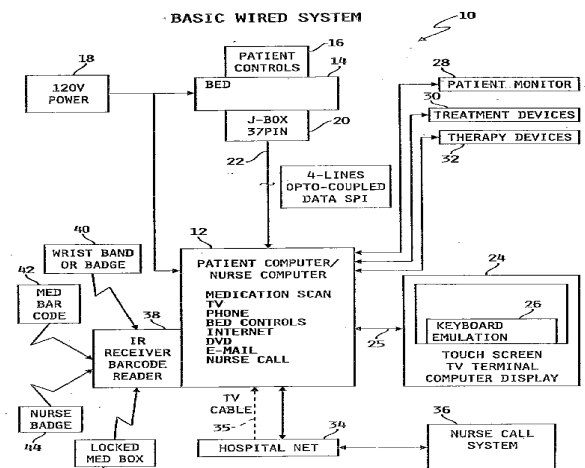 BASIC WIRED SYSTEM
10
16
PATIENT
CONTROLS
18
120V
POWER
14
BED
J-BOX
37PIN
20
22
28
PATIENT MONITOR
30
TREATMENT DEVICES
THERAPY DEVICES
32
4-LINES
OPTO-COUPLED
DATA SPI
12
PATIENT COMPUTER/
NURSE COMPUTER
MEDICATION SCAN
TV
PHONE
BED CONTROLS
INTERNET
DVD
E-MAIL
NURSE CALL
40
WRIST BAND
OR BADGE
42
MED
BAR
CODE
38
IR
RECEIVER
BARCODE
READER
NURSE
BADGE
44
LOCKED
MED BOX
24
26
KEYBOARD
EMULATION
TOUCH SCREEN
TV TERMINAL
COMPUTER DISPLAY
25
TV
CABLE
35
34
HOSPITAL NET
36
NURSE CALL
SYSTEM